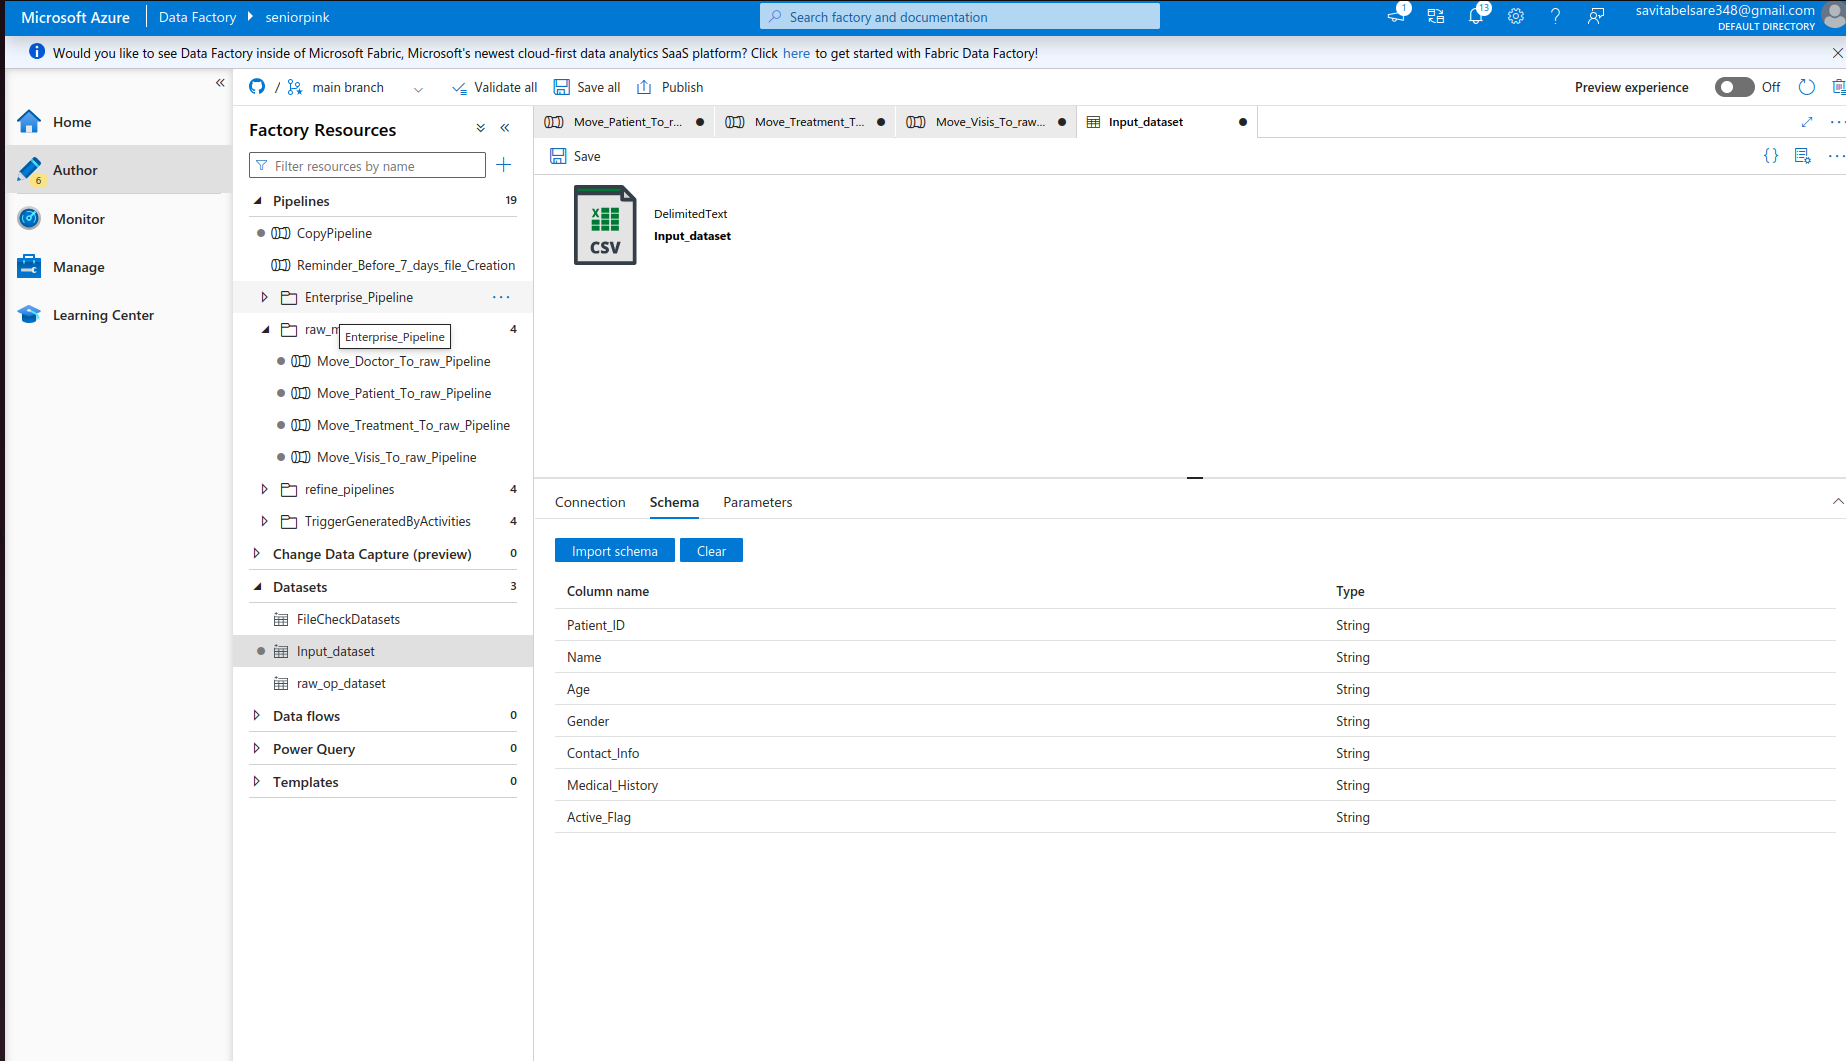 Microsoft Azure
Data Factory
seniorpink
Search factory and documentation
1
13
savitabelsare348@gmail.com
DEFAULT DIRECTORY
Would you like to see Data Factory inside of Microsoft Fabric, Microsoft's newest cloud-first data analytics SaaS platform? Click here to get started with Fabric Data Factory!
Home
Author
6
Monitor
Manage
Learning Center
/ main branch
Validate all
Save all
Publish
Preview experience
Off
Factory Resources
Filter resources by name
Pipelines 19
CopyPipeline
Reminder_Before_7_days_file_Creation
Enterprise_Pipeline
raw_m 4
Enterprise_Pipeline
Move_Doctor_To_raw_Pipeline
Move_Patient_To_raw_Pipeline
Move_Treatment_To_raw_Pipeline
Move_Visis_To_raw_Pipeline
refine_pipelines 4
TriggerGeneratedByActivities 4
Change Data Capture (preview) 0
Datasets 3
FileCheckDatasets
Input_dataset
raw_op_dataset
Data flows 0
Power Query 0
Templates 0
Move_Patient_To_r...
Move_Treatment_T...
Move_Visis_To_raw...
Input_dataset
Save
{}
X
CSV
DelimitedText
Input_dataset
Connection
Schema
Parameters
Import schema
Clear
Column name Type
Patient_ID String
Name String
Age String
Gender String
Contact_Info String
Medical_History String
Active_Flag String